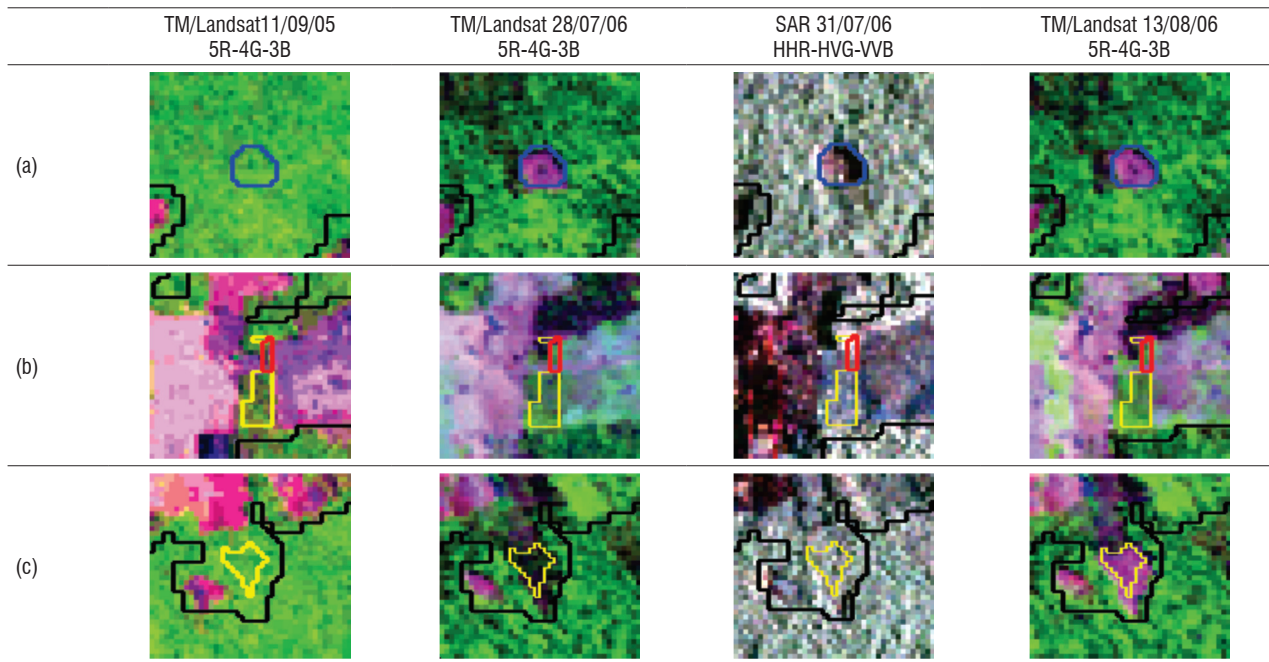 TM/Landsat11/09/05
5R-4G-3B
TM/Landsat 28/07/06
5R-4G-3B
SAR 31/07/06
HHR-HVG-VVB
TM/Landsat 13/08/06
5R-4G-3B
(a)
(b)
(c)